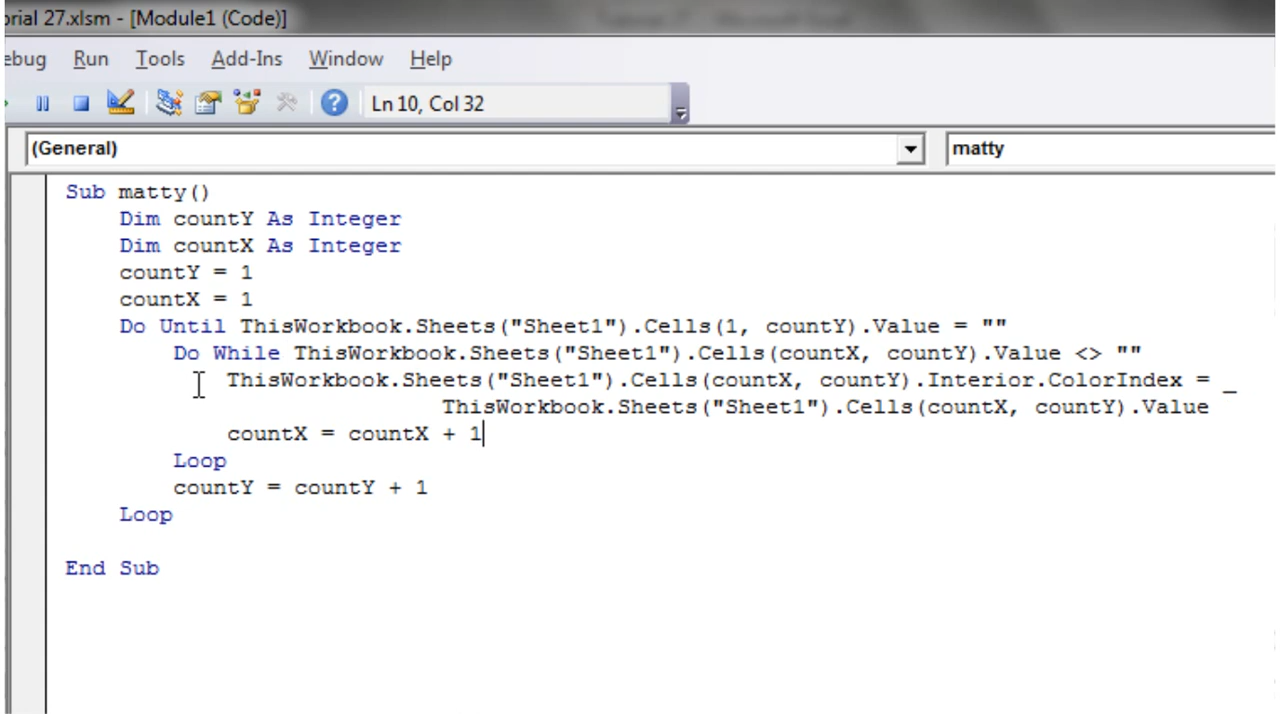 orial 27.xlsm - [Module1 (Code)]
ebug Run Tools Add-Ins Window Help
Ln 10, Col 32
(General) matty
Sub matty()
Dim countY As Integer
Dim countX As Integer
countY = 1
countX = 1
Do Until ThisWorkbook.Sheets("Sheet1").Cells(1, countY).Value = ""
Do While ThisWorkbook.Sheets("Sheet1").Cells(countX, countY).Value <> ""
ThisWorkbook.Sheets("Sheet1").Cells(countX, countY).Interior.ColorIndex = _
ThisWorkbook.Sheets("Sheet1").Cells(countX, countY).Value
countX = countX + 1
Loop
countY = countY + 1
Loop
End Sub